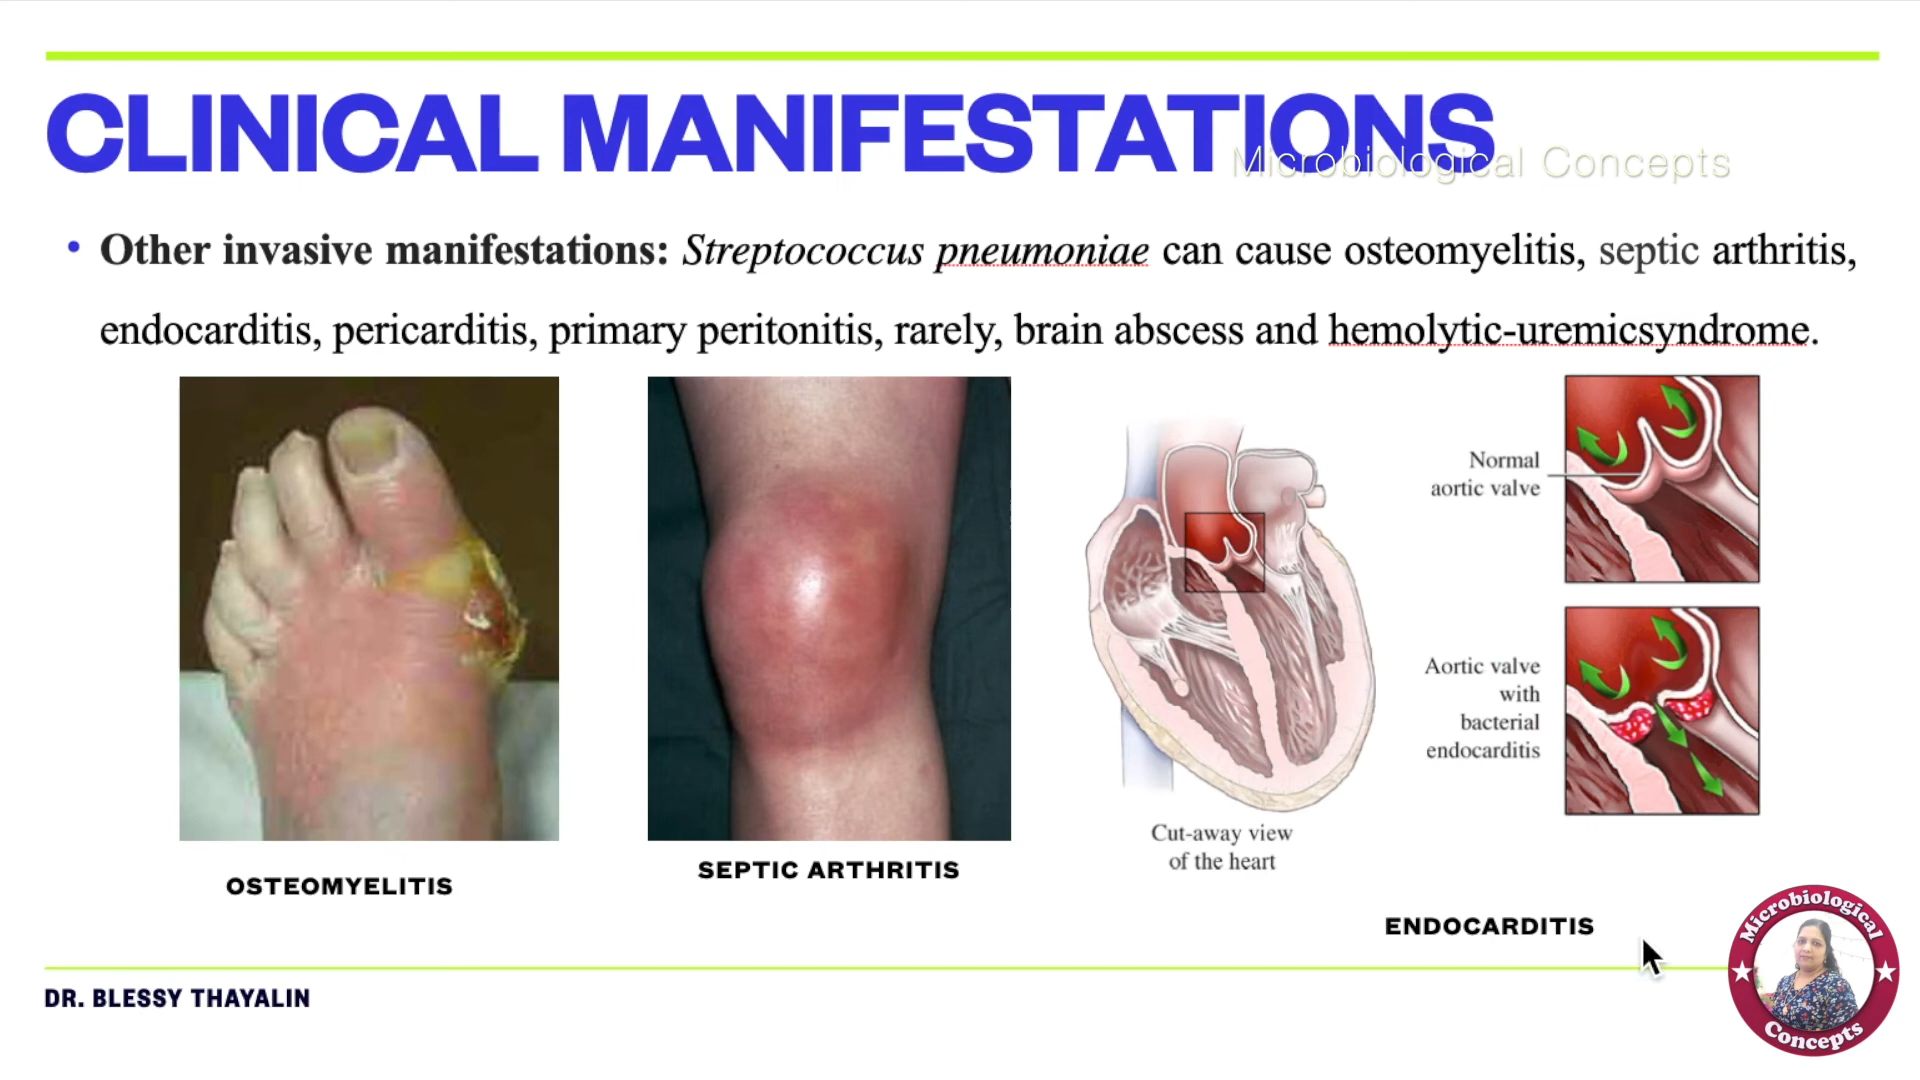 CLINICAL MANIFESTATIONS
Microbiological Concepts
• Other invasive manifestations: Streptococcus pneumoniae can cause osteomyelitis, septic arthritis,
endocarditis, pericarditis, primary peritonitis, rarely, brain abscess and hemolytic-uremicsyndrome.
Normal
aortic valve
Aortic valve
with
bacterial
endocarditis
Cut-away view
of the heart
OSTEOMYELITIS
SEPTIC ARTHRITIS
ENDOCARDITIS
DR. BLESSY THAYALIN
Microbiological
Concepts